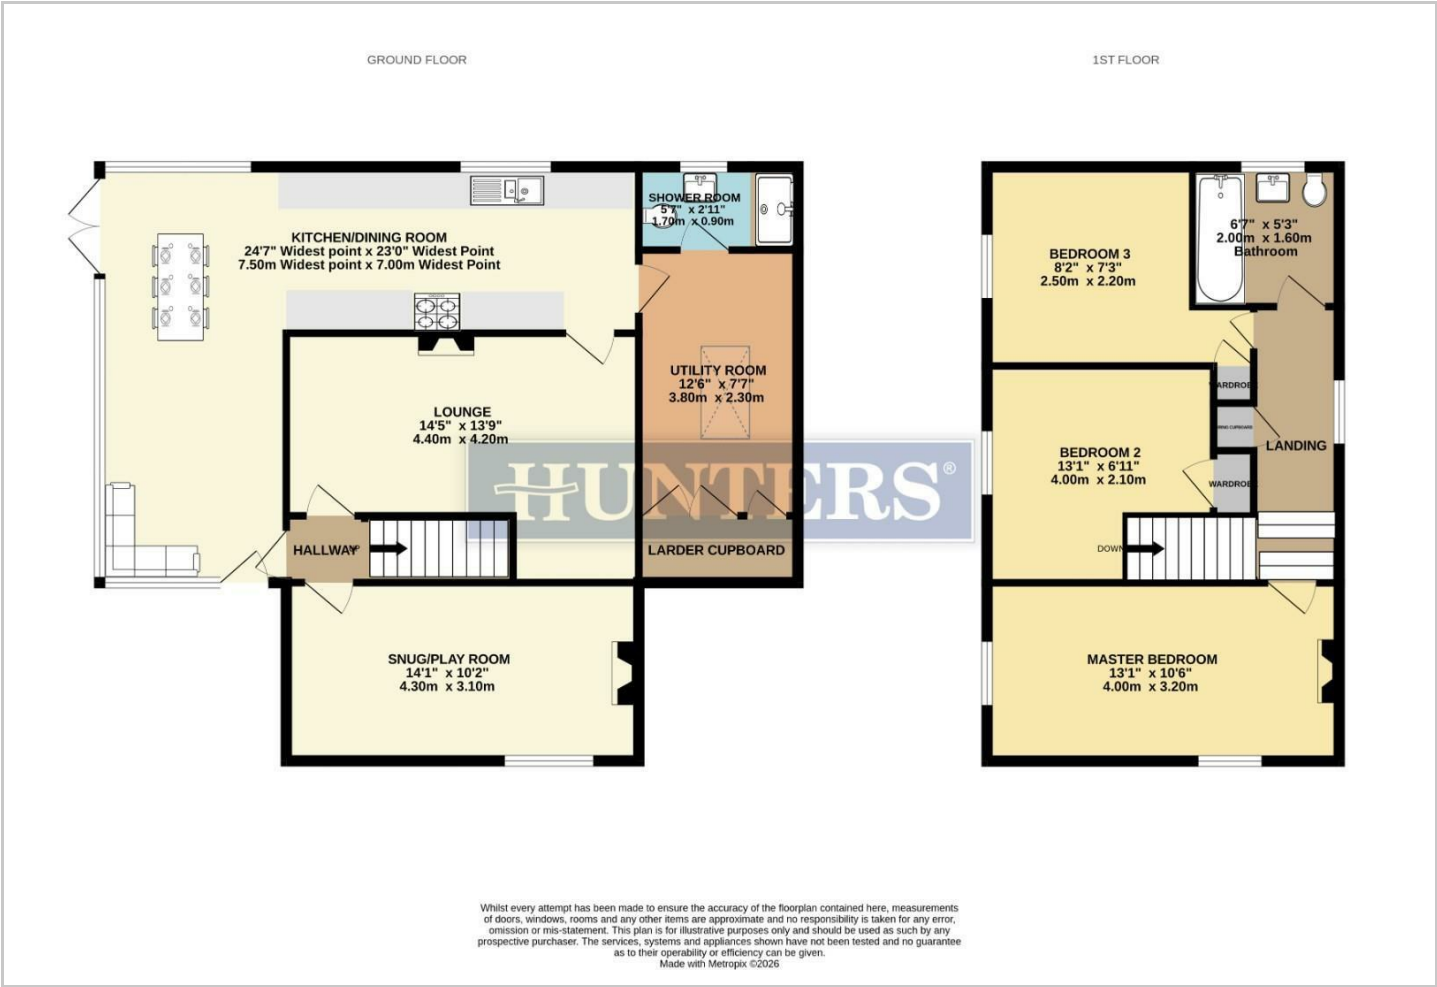 GROUND FLOOR
1ST FLOOR
KITCHEN/DINING ROOM
24'7" Widest point x 23'0" Widest Point
7.50m Widest point x 7.00m Widest Point
SHOWER ROOM
5'7" x 2'11"
1.70m x 0.90m
UTILITY ROOM
12'6" x 7'7"
3.80m x 2.30m
LOUNGE
14'5" x 13'9"
4.40m x 4.20m
HALLWAY
LARDER CUPBOARD
SNUG/PLAY ROOM
14'1" x 10'2"
4.30m x 3.10m
HUNTERS®
BEDROOM 3
8'2" x 7'3"
2.50m x 2.20m
6'7" x 5'3"
2.00m x 1.60m
Bathroom
BEDROOM 2
13'1" x 6'11"
4.00m x 2.10m
LANDING
DOWN
MASTER BEDROOM
13'1" x 10'6"
4.00m x 3.20m
Whilst every attempt has been made to ensure the accuracy of the floorplan contained here, measurements
of doors, windows, rooms and any other items are approximate and no responsibility is taken for any error,
omission or mis-statement. This plan is for illustrative purposes only and should be used as such by any
prospective purchaser. The services, systems and appliances shown have not been tested and no guarantee
as to their operability or efficiency can be given.
Made with Metropix ©2026